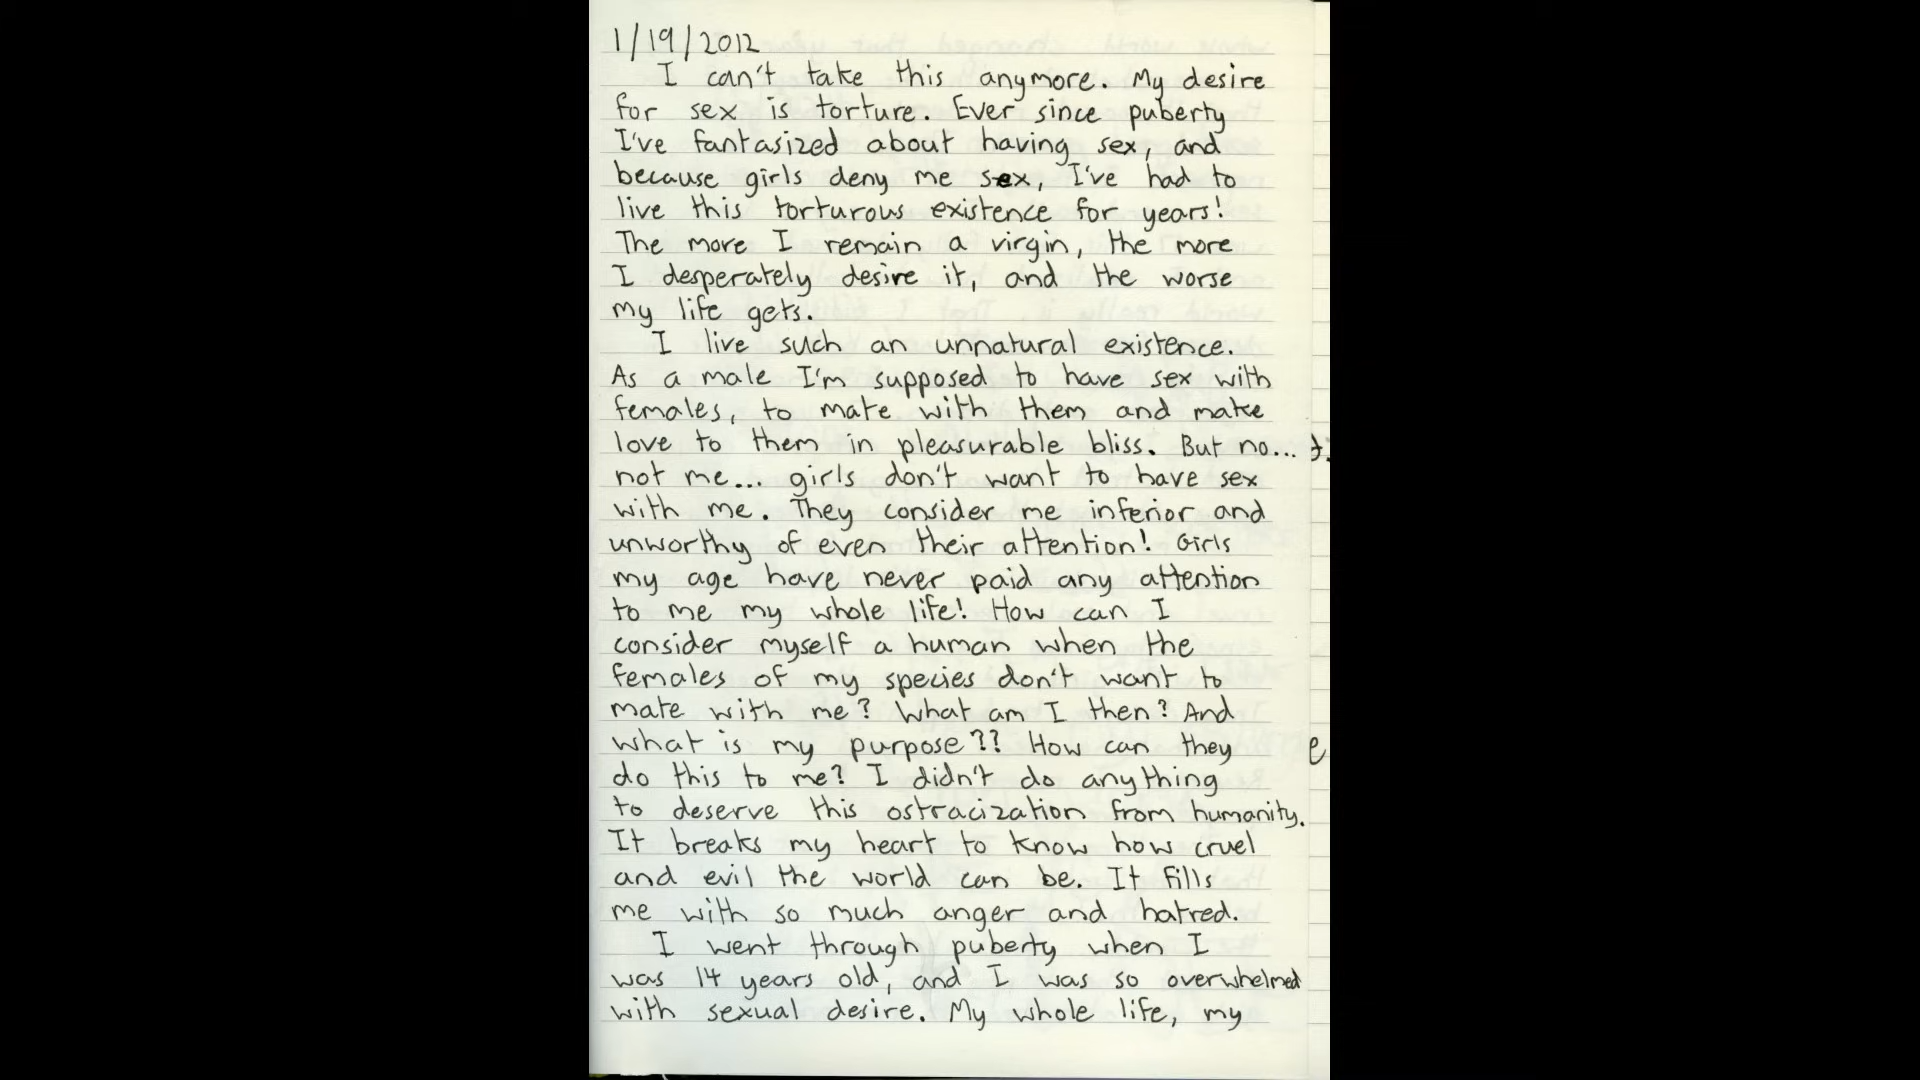 1/19/2012
I can't take this anymore. My desire
for sex is torture. Ever since puberty
I've fantasized about having sex, and
because girls deny me sex, I've had to
live this torturous existence for years!
The more I remain a virgin, the more
I desperately desire it, and the worse
my life gets.
I live such an unnatural existence.
As a male I'm supposed to have sex with
females, to mate with them and make
love to them in pleasurable bliss. But no...
not me... girls don't want to have sex
with me. They consider me inferior and
unworthy of even their attention! Girls
my age have never paid any attention
to me my whole life! How can I
consider myself a human when the
females of my species don't want to
mate with me? What am I then? And
what is my purpose?? How can they
do this to me? I didn't do anything
to deserve this ostracization from humanity.
It breaks my heart to know how cruel
and evil the world can be. It fills
me with so much anger and hatred.
I went through puberty when I
was 14 years old, and I was so overwhelmed
with sexual desire. My whole life, my